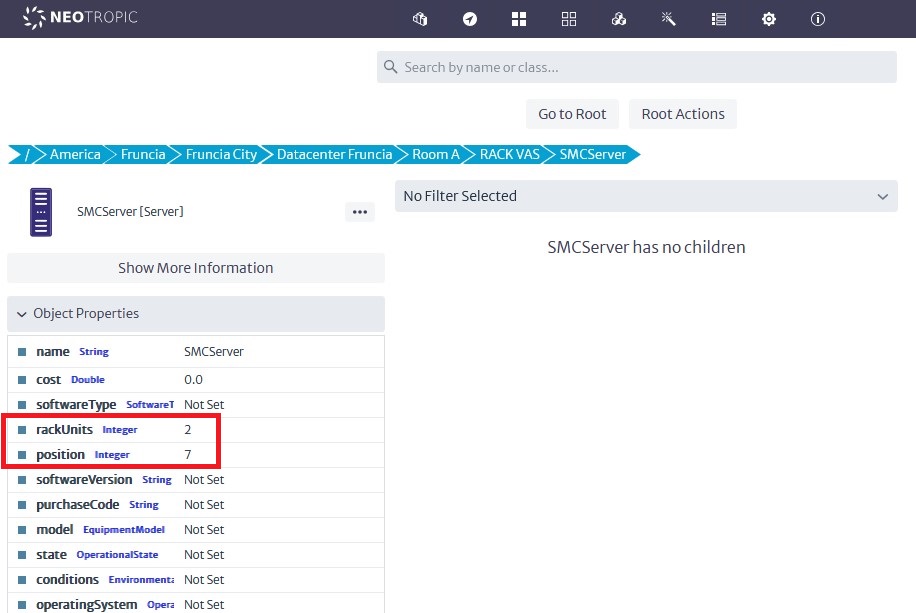 NEOTROPIC
Search by name or class...
Go to Root
Root Actions
/ America Fruncia Fruncia City Datacenter Fruncia Room A RACK VAS SMCServer
SMCServer [Server]
•••
No Filter Selected
SMCServer has no children
Show More Information
Object Properties
name String SMCServer
cost Double 0.0
softwareType SoftwareT Not Set
rackUnits Integer 2
position Integer 7
softwareVersion String Not Set
purchaseCode String Not Set
model EquipmentModel Not Set
state OperationalState Not Set
conditions Environmenta Not Set
operatingSystem Opera Not Set